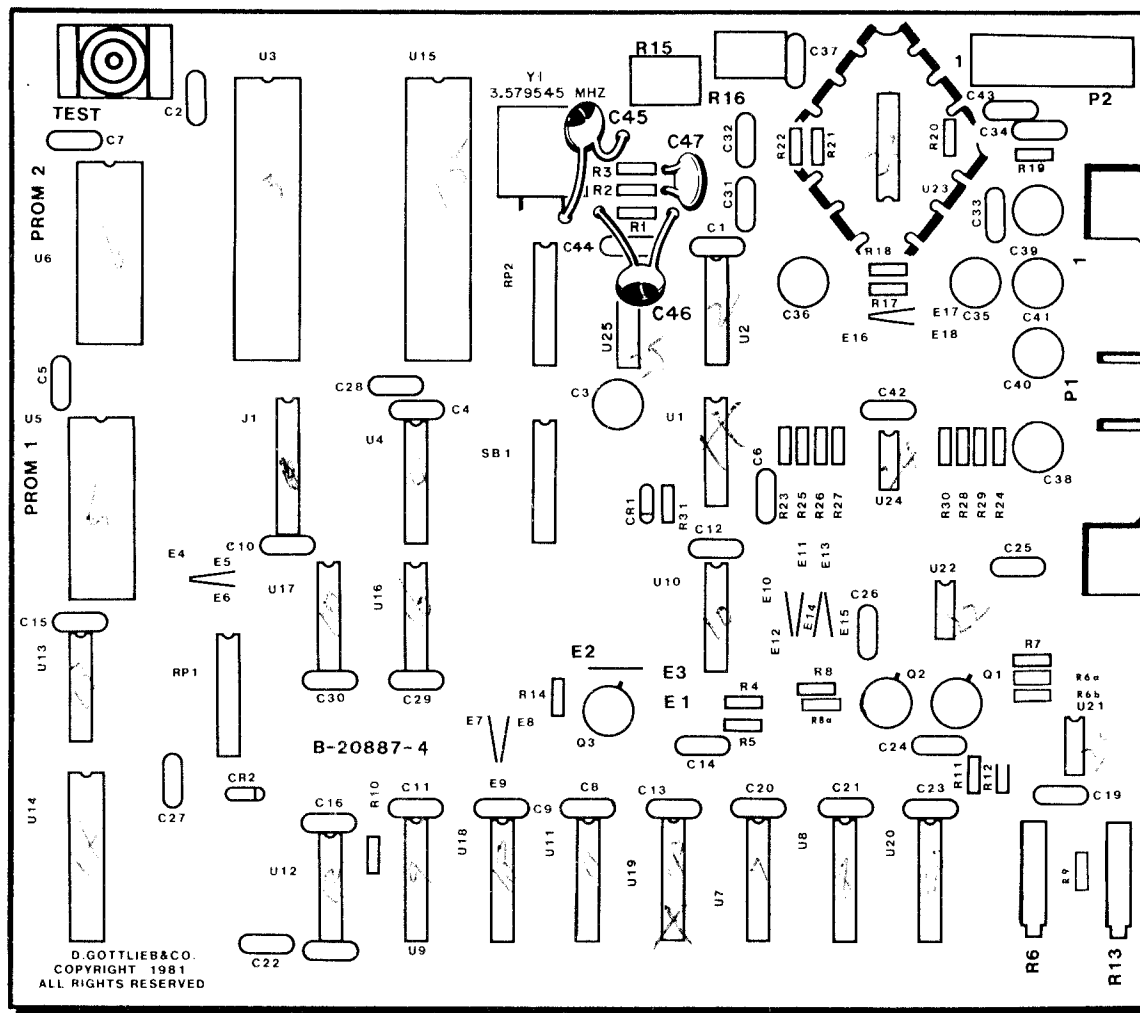 U3
U15
Y1
3.579545 MHZ
R15
C37
1
P2
TEST
C2
C45
R16
C43
C7
C47
C32
R22
R21
R20
C34
PROM 2
R3
R2
R1
C31
U23
R19
C33
U6
C44
C1
RP2
R18
C39
1
R17
C46
U25
U2
C36
E16
E17
E18
C35
C41
C5
C28
C40
P1
U5
J1
C4
C3
U4
U1
C42
SB1
C6
PROM 1
CR1
R31
R23
R25
R26
R27
U24
R30
R28
R29
R24
C38
C10
C12
E4
E5
E6
U17
U16
U10
E11
E13
E10
U22
C25
C15
E12
E14
E15
C26
U13
RP1
E2
E3
E1
R7
R6a
R6b
C30
C29
R14
R4
R8
R8a
Q2
Q1
U21
E7
E8
Q3
R5
B-20887-4
C14
C24
R11
R12
CR2
E9
R10
C27
C16
C11
C9
C8
C13
C20
C21
C23
C19
U14
U12
U18
U11
U19
U7
U8
U20
R9
D.GOTTLIEB&CO.
COPYRIGHT 1981
ALL RIGHTS RESERVED
C22
U9
R6
R13